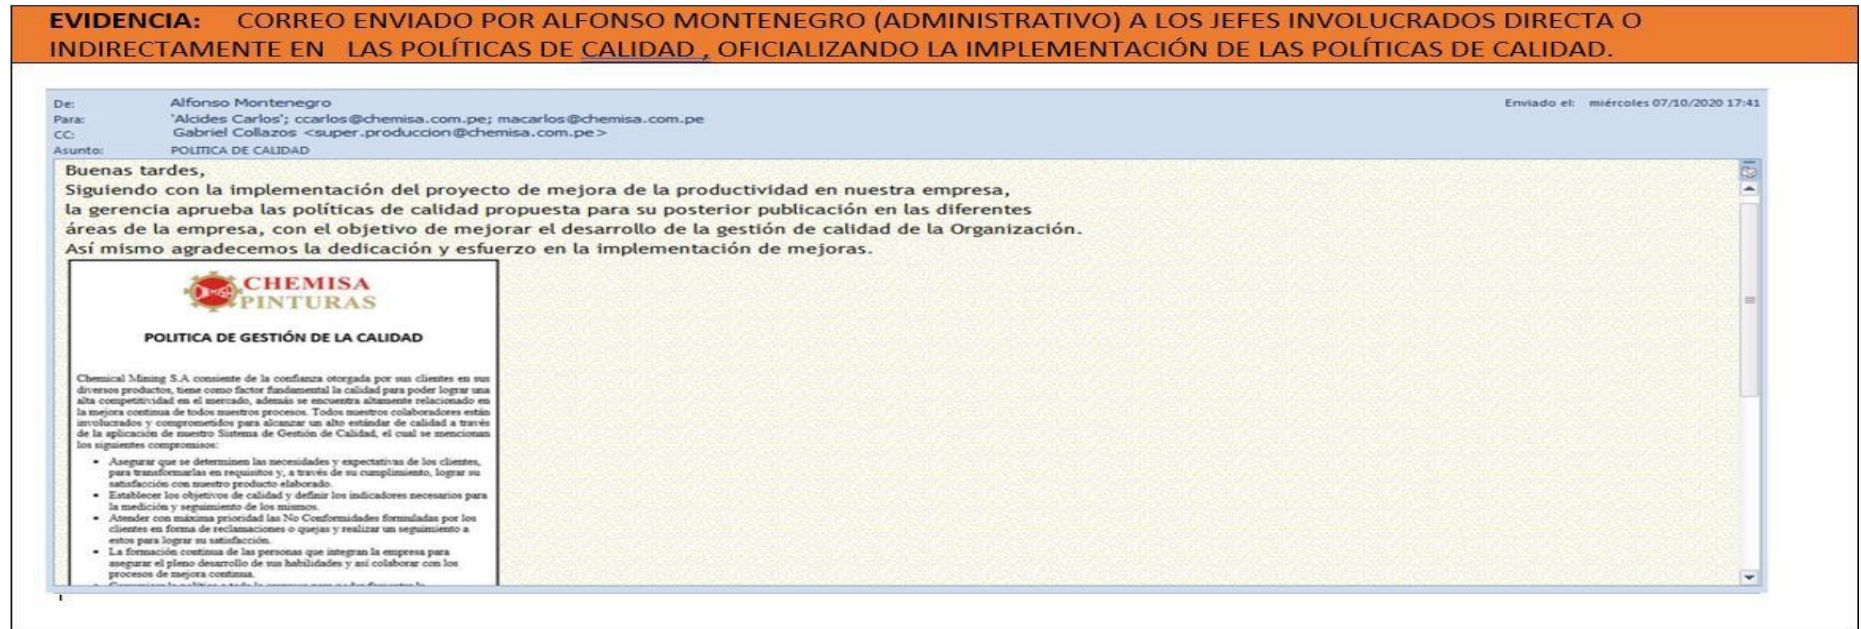 EVIDENCIA: CORREO ENVIADO POR ALFONSO MONTENEGRO (ADMINISTRATIVO) A LOS JEFES INVOLUCRADOS DIRECTA O
INDIRECTAMENTE EN LAS POLÍTICAS DE CALIDAD , OFICIALIZANDO LA IMPLEMENTACIÓN DE LAS POLÍTICAS DE CALIDAD.
De: Alfonso Montenegro Enviado el: miércoles 07/10/2020 17:41
Para: 'Alcides Carlos'; ccarlos@chemisa.com.pe; macarlos@chemisa.com.pe
CC: Gabriel Collazos <super.produccion@chemisa.com.pe>
Asunto: POLITICA DE CALIDAD
Buenas tardes,
Siguiendo con la implementación del proyecto de mejora de la productividad en nuestra empresa,
la gerencia aprueba las políticas de calidad propuesta para su posterior publicación en las diferentes
áreas de la empresa, con el objetivo de mejorar el desarrollo de la gestión de calidad de la Organización.
Así mismo agradecemos la dedicación y esfuerzo en la implementación de mejoras.
CHEMISA
PINTURAS
POLITICA DE GESTIÓN DE LA CALIDAD
Chemical Mining S.A consiente de la confianza otorgada por sus clientes en sus
diversos productos, tiene como factor fundamental la calidad para poder lograr una
alta competitividad en el mercado, además se encuentra altamente relacionado en
la mejora continua de todos nuestros procesos. Todos nuestros colaboradores están
involucrados y comprometidos para alcanzar un alto estándar de calidad a través
de la aplicación de nuestro Sistema de Gestión de Calidad, el cual se mencionan
los siguientes compromisos:
• Asegurar que se determinen las necesidades y expectativas de los clientes,
para transformarlas en requisitos y, a través de su cumplimiento, lograr su
satisfacción con nuestro producto elaborado.
• Establecer los objetivos de calidad y definir los indicadores necesarios para
la medición y seguimiento de los mismos.
• Atender con máxima prioridad las No Conformidades formuladas por los
clientes en forma de reclamaciones o quejas y realizar un seguimiento a
estos para lograr su satisfacción.
• La formación continua de las personas que integran la empresa para
asegurar el pleno desarrollo de sus habilidades y así colaborar con los
procesos de mejora continua.